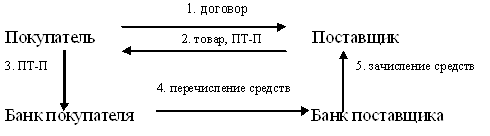 1. договор
Покупатель
2. товар, ПТ-П
Поставщик
3. ПТ-П
5. зачисление средств
4. перечисление средств
Банк покупателя
Банк поставщика